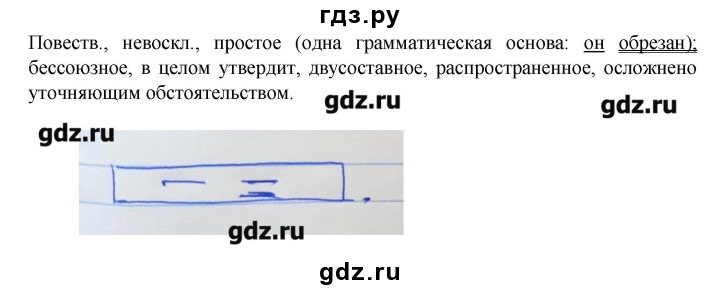 гдз.ру
Повеств., невоскл., простое (одна грамматическая основа: он обрезан);
бессоюзное, в целом утвердит, двусоставное, распространенное, осложнено
уточняющим обстоятельством.
gdz.ru
gdz.ru
gdz.ru
gdz.ru
gdz.ru